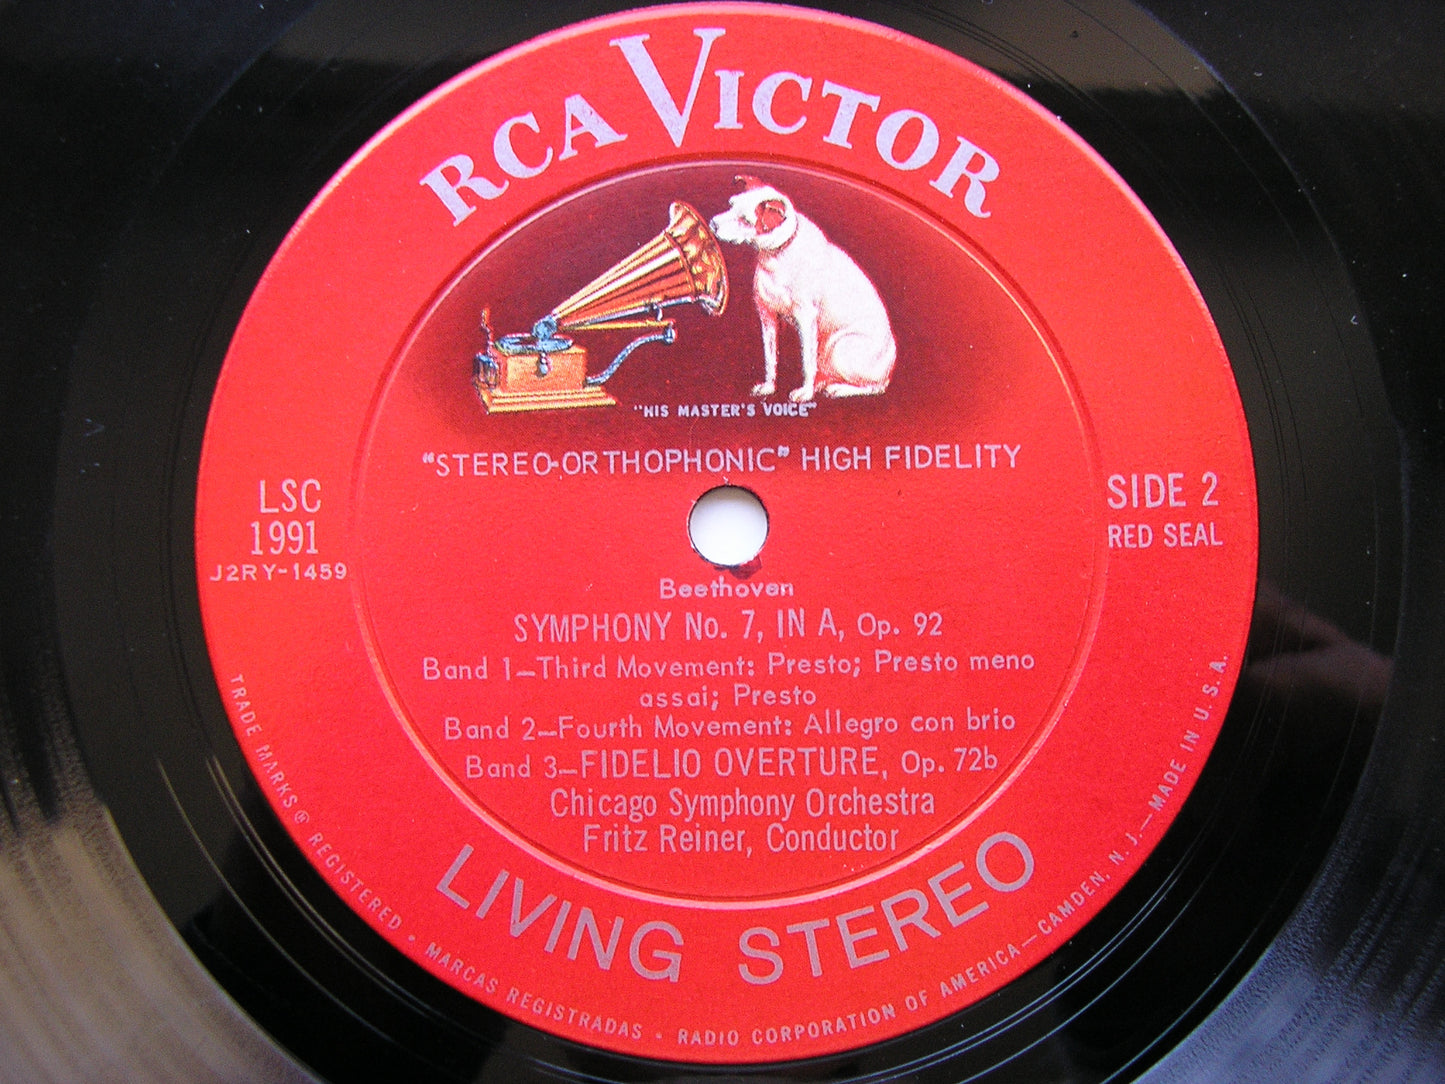 RCA VICTOR
"HIS MASTER'S VOICE"
"STEREO-ORTHOPHONIC" HIGH FIDELITY
LSC
1991
J2RY-1459
SIDE 2
RED SEAL
Beethoven
SYMPHONY No. 7, IN A, Op. 92
Band 1—Third Movement: Presto; Presto meno
assai; Presto
Band 2—Fourth Movement: Allegro con brio
Band 3—FIDELIO OVERTURE, Op. 72b
Chicago Symphony Orchestra
Fritz Reiner, Conductor
LIVING STEREO
TRADE MARKS ® REGISTERED • MARCAS REGISTRADAS • RADIO CORPORATION OF AMERICA—CAMDEN, N. J.—MADE IN U.S.A.